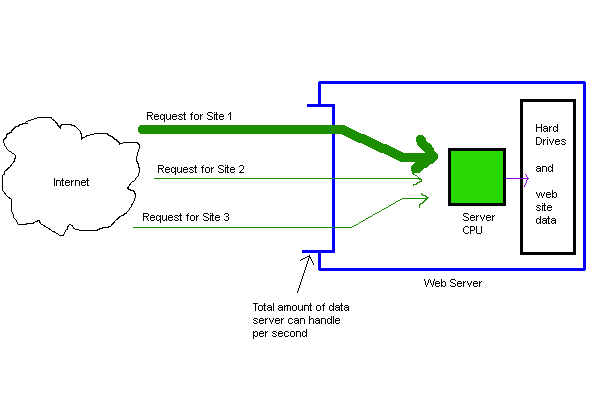 Request for Site 1
Request for Site 2
Request for Site 3
Internet
Hard
Drives
and
web
site
data
Server
CPU
Web Server
Total amount of data
server can handle
per second